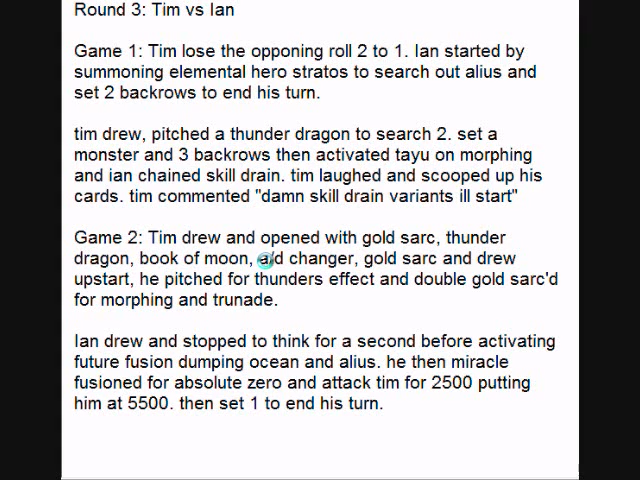 Round 3: Tim vs Ian
Game 1: Tim lose the opponing roll 2 to 1. Ian started by
summoning elemental hero stratos to search out alius and
set 2 backrows to end his turn.
tim drew, pitched a thunder dragon to search 2. set a
monster and 3 backrows then activated tayu on morphing
and ian chained skill drain. tim laughed and scooped up his
cards. tim commented "damn skill drain variants ill start"
Game 2: Tim drew and opened with gold sarc, thunder
dragon, book of moon, a/d changer, gold sarc and drew
upstart, he pitched for thunders effect and double gold sarc'd
for morphing and trunade.
Ian drew and stopped to think for a second before activating
future fusion dumping ocean and alius. he then miracle
fusioned for absolute zero and attack tim for 2500 putting
him at 5500. then set 1 to end his turn.